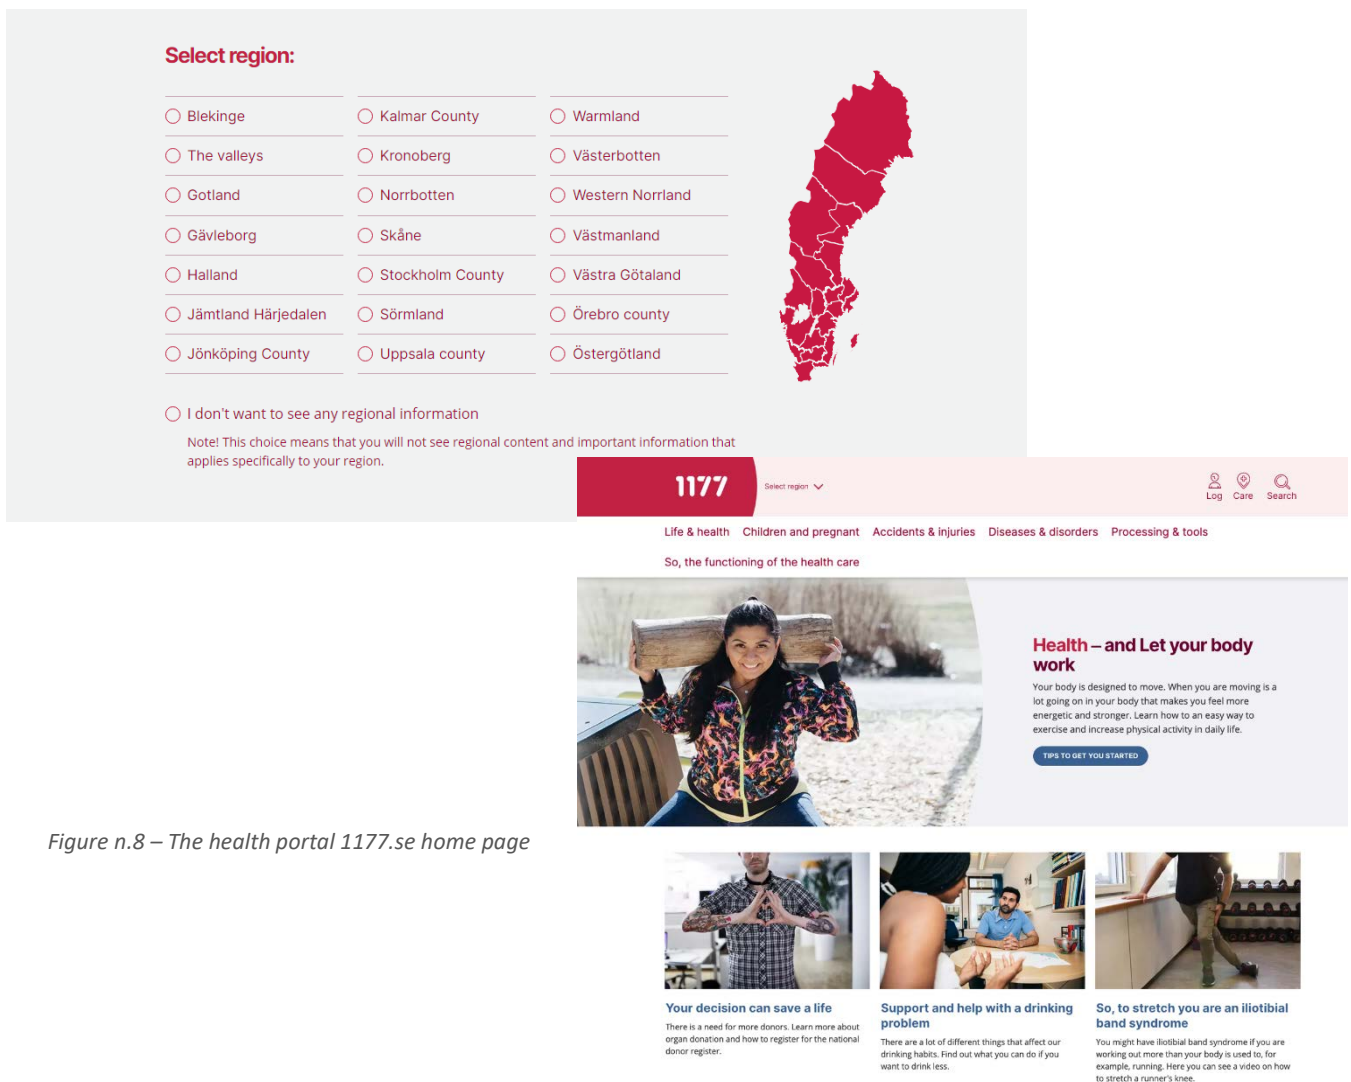 Select region:
Blekinge
The valleys
Gotland
Gävleborg
Halland
Jämtland Härjedalen
Jönköping County
Kalmar County
Kronoberg
Norrbotten
Skåne
Stockholm County
Sörmland
Uppsala county
Warmland
Västerbotten
Western Norrland
Västmanland
Västra Götaland
Örebro county
Östergötland
I don't want to see any regional information
Note! This choice means that you will not see regional content and important information that
applies specifically to your region.
1177
Select region
Log Care Search
Life & health Children and pregnant Accidents & injuries Diseases & disorders Processing & tools
So, the functioning of the health care
Health – and Let your body
work
Your body is designed to move. When you are moving is a
lot going on in your body that makes you feel more
energetic and stronger. Learn how to an easy way to
exercise and increase physical activity in daily life.
TIPS TO GET YOU STARTED
Figure n.8 – The health portal 1177.se home page
Your decision can save a life
There is a need for more donors. Learn more about
organ donation and how to register for the national
donor register.
Support and help with a drinking
problem
There are a lot of different things that affect our
drinking habits. Find out what you can do if you
want to drink less.
So, to stretch you are an iliotibial
band syndrome
You might have iliotibial band syndrome if you are
working out more than your body is used to, for
example, running. Here you can see a video on how
to stretch a runner's knee.